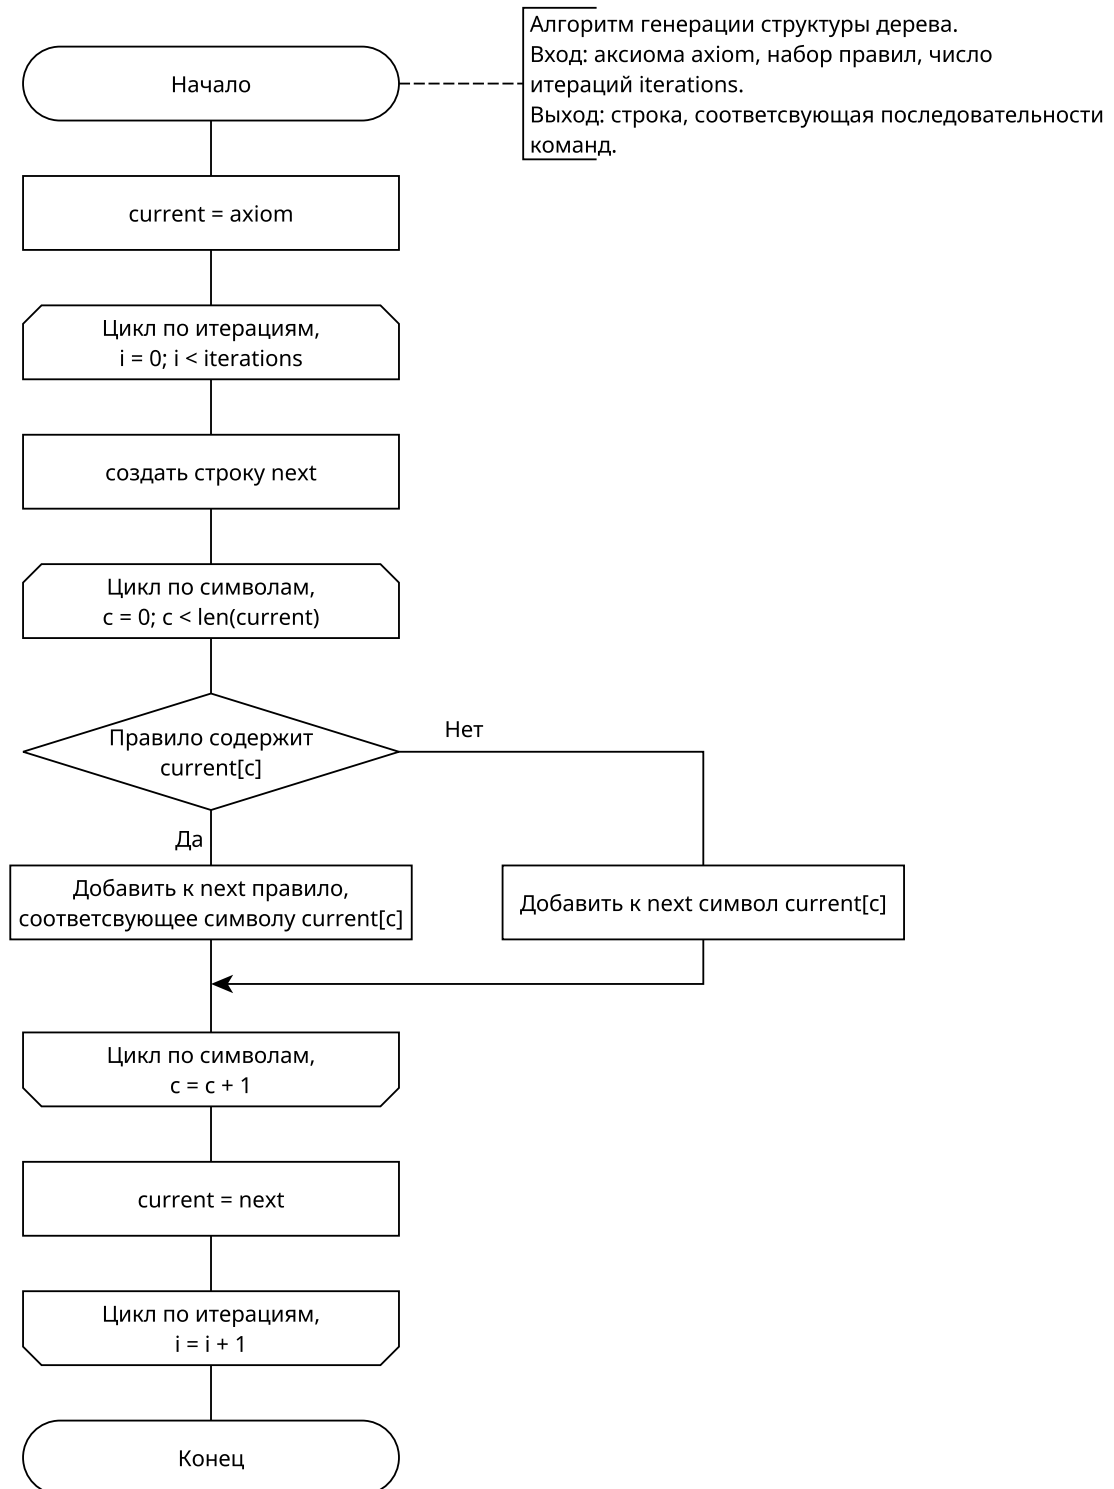 Алгоритм генерации структуры дерева.
Вход: аксиома axiom, набор правил, число
итераций iterations.
Выход: строка, соответсвующая последовательности
команд.
Начало
current = axiom
Цикл по итерациям,
i = 0; i < iterations
создать строку next
Цикл по символам,
c = 0; c < len(current)
Правило содержит
current[c]
Нет
Да
Добавить к next правило,
соответсвующее символу current[c]
Добавить к next символ current[c]
Цикл по символам,
c = c + 1
current = next
Цикл по итерациям,
i = i + 1
Конец